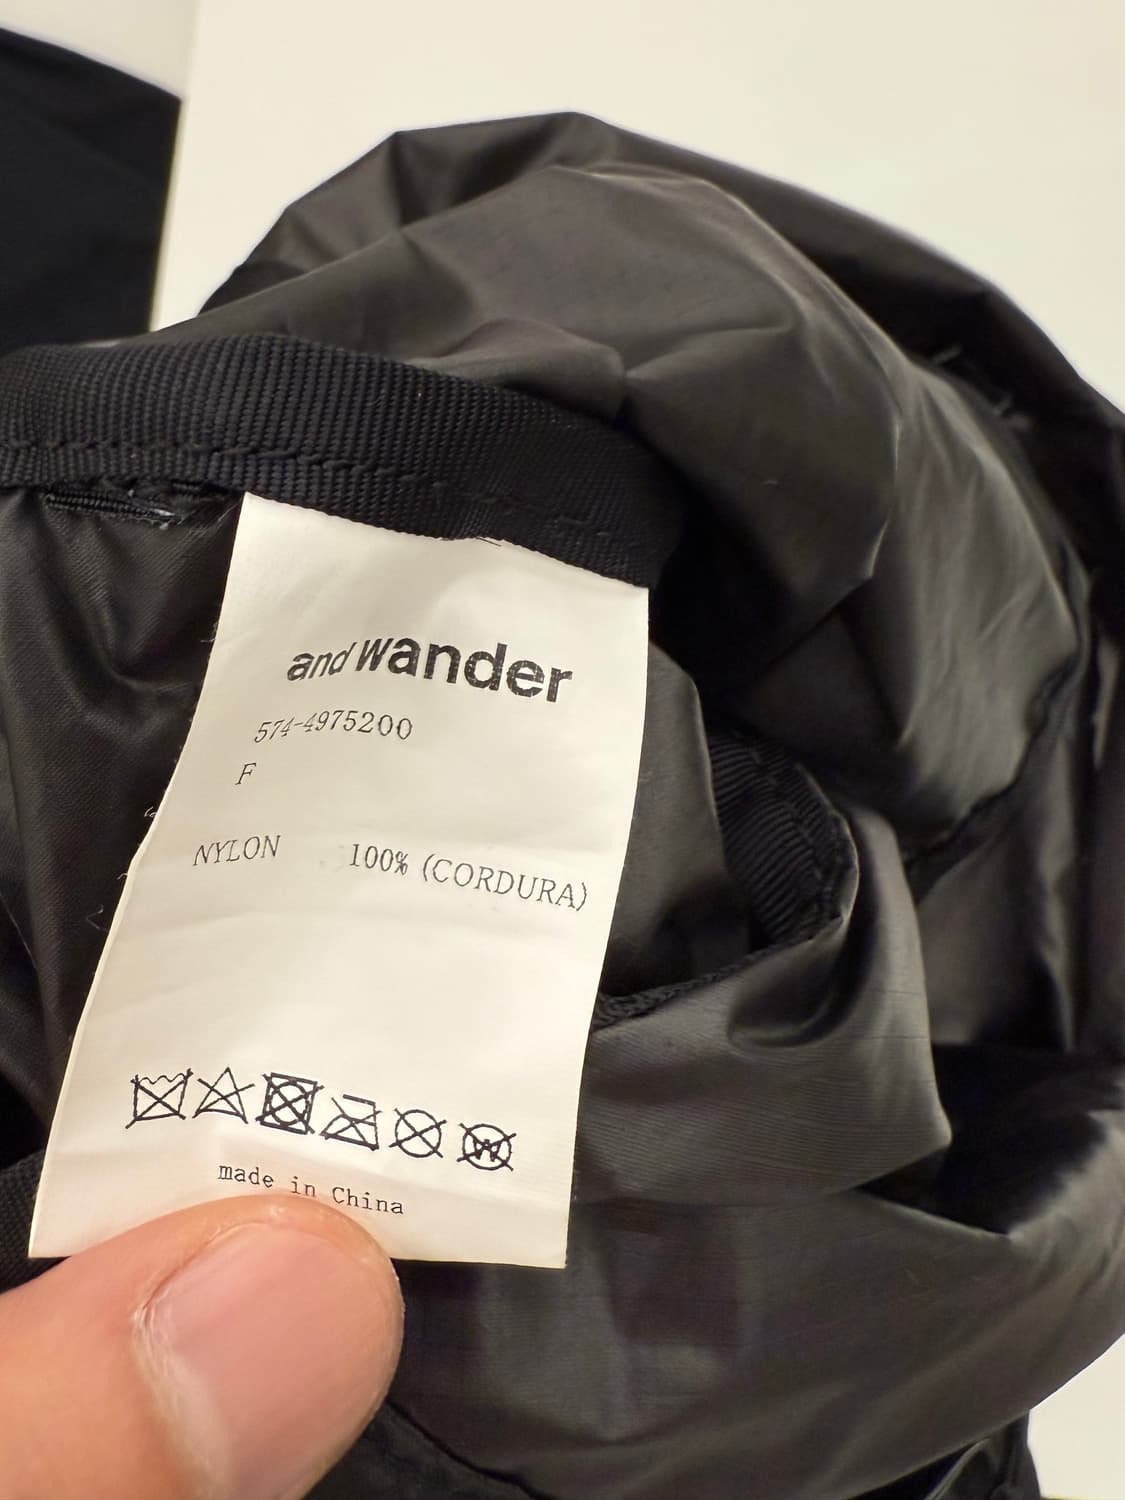 and wander
574-4975200
F
NYLON 100% (CORDURA)
W
made in China